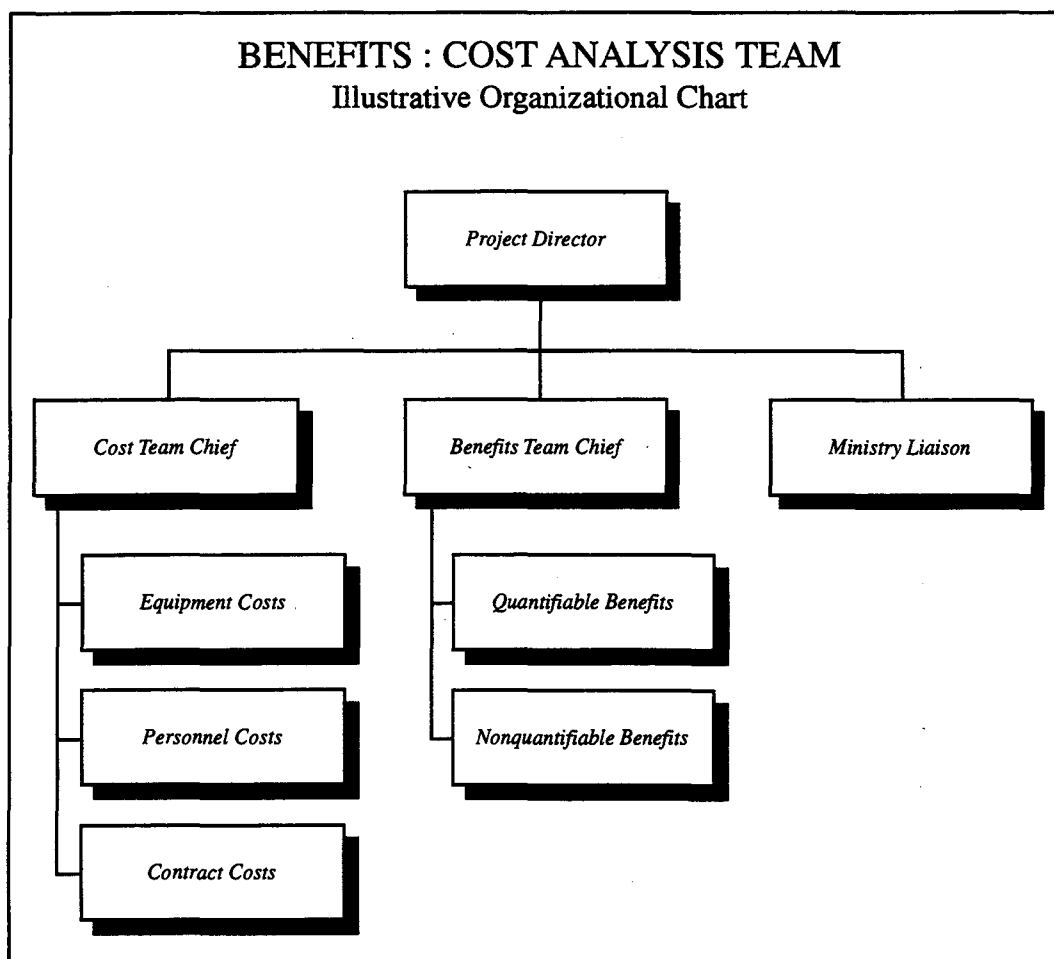 BENEFITS : COST ANALYSIS TEAM
Illustrative Organizational Chart
Project Director
Cost Team Chief
Benefits Team Chief
Ministry Liaison
Equipment Costs
Quantifiable Benefits
Personnel Costs
Nonquantifiable Benefits
Contract Costs